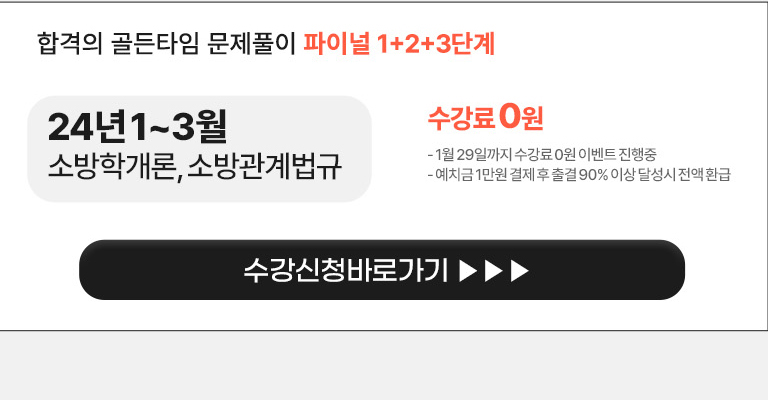 합격의 골든타임 문제풀이 파이널 1+2+3단계
24년 1~3월
소방학개론, 소방관계법규
수강료 0원
- 1월 29일까지 수강료 0원 이벤트 진행중
- 예치금 1만원 결제 후 출결 90% 이상 달성시 전액 환급
수강신청바로가기 ▶▶▶